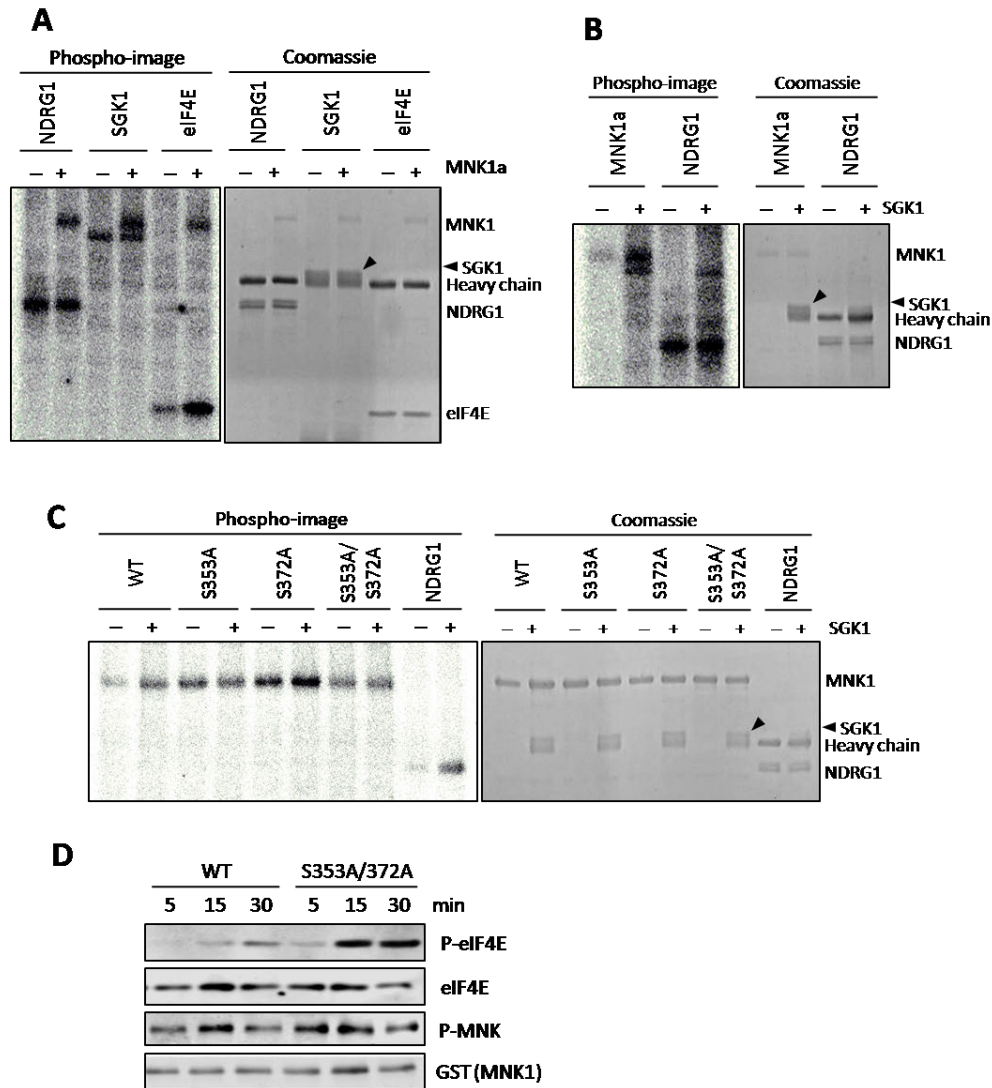 A
Phospho-image Coomassie
NDRG1 SGK1 eIF4E NDRG1 SGK1 eIF4E
– + – + – + – + – + – + MNK1a
MNK1
SGK1
Heavy chain
NDRG1
eIF4E
B
Phospho-image Coomassie
MNK1a NDRG1 MNK1a NDRG1
– + – + – + – + SGK1
MNK1
SGK1
Heavy chain
NDRG1
C
Phospho-image Coomassie
WT S353A S372A S353A/ S372A NDRG1 WT S353A S372A S353A/ S372A NDRG1
– + – + – + – + – + – + – + – + – + – + SGK1
MNK1
SGK1
Heavy chain
NDRG1
D
WT S353A/372A
5 15 30 5 15 30 min
P-eIF4E
eIF4E
P-MNK
GST (MNK1)